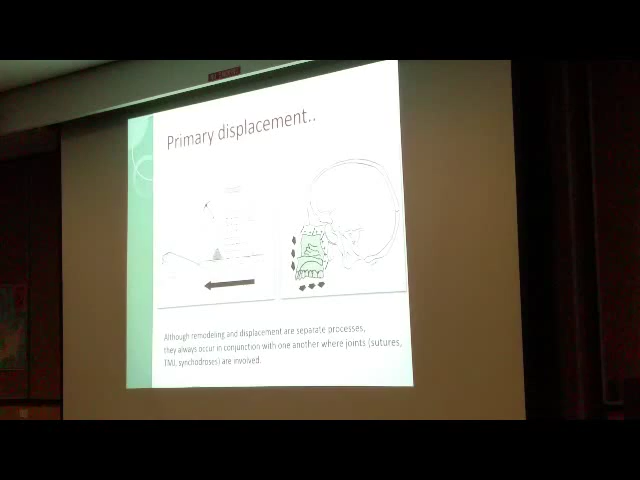 Primary displacement..
Although remodeling and displacement are separate processes,
they always occur in conjunction with one another where joints (sutures,
TMJ, synchodroses) are involved.